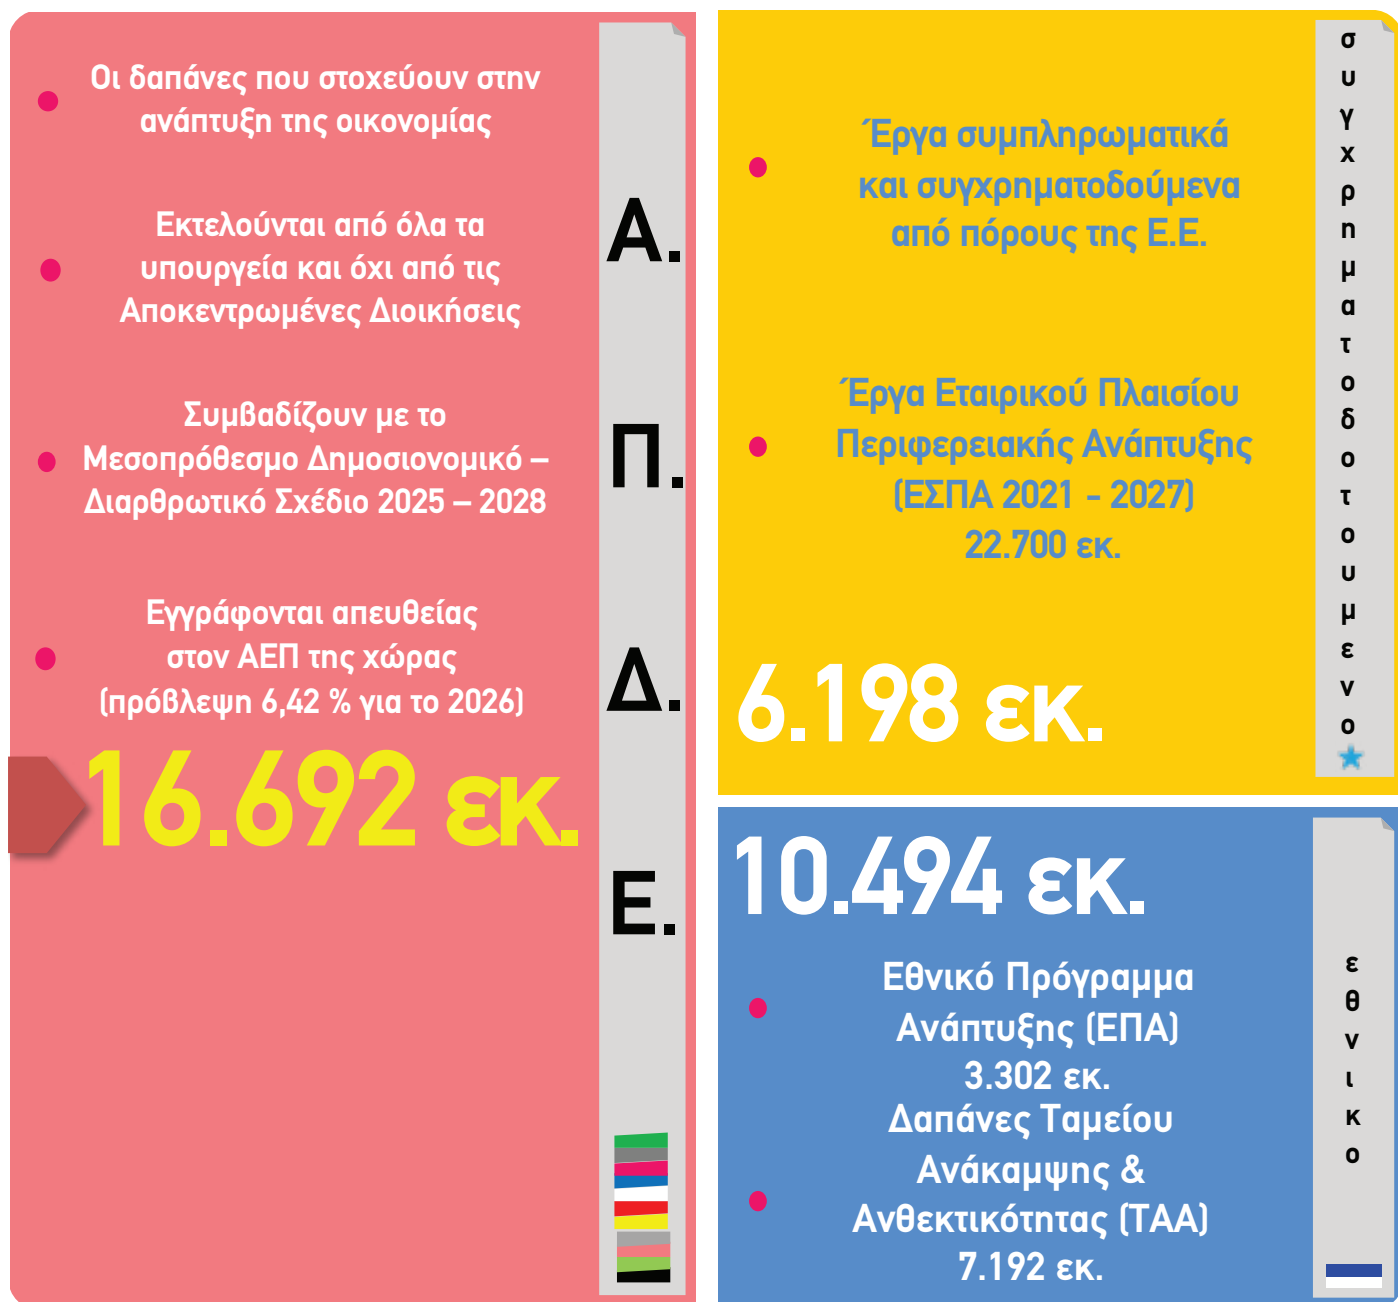 Οι δαπάνες που στοχεύουν στην
ανάπτυξη της οικονομίας
Εκτελούνται από όλα τα
υπουργεία και όχι από τις
Αποκεντρωμένες Διοικήσεις
Συμβαδίζουν με το
Μεσοπρόθεσμο Δημοσιονομικό –
Διαρθρωτικό Σχέδιο 2025 – 2028
Εγγράφονται απευθείας
στον ΑΕΠ της χώρας
(πρόβλεψη 6,42 % για το 2026)
16.692 εκ.
Α.
Π.
Δ.
Ε.
Έργα συμπληρωματικά
και συγχρηματοδούμενα
από πόρους της Ε.Ε.
Έργα Εταιρικού Πλαισίου
Περιφερειακής Ανάπτυξης
(ΕΣΠΑ 2021 - 2027)
22.700 εκ.
6.198 εκ.
συγχρηματοδοτουμενο
10.494 εκ.
Εθνικό Πρόγραμμα
Ανάπτυξης (ΕΠΑ)
3.302 εκ.
Δαπάνες Ταμείου
Ανάκαμψης &
Ανθεκτικότητας (ΤΑΑ)
7.192 εκ.
εθνικο